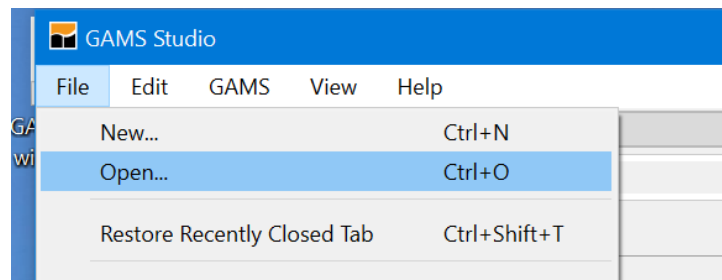 GAMS Studio
File Edit GAMS View Help
New... Ctrl+N
Open... Ctrl+O
Restore Recently Closed Tab Ctrl+Shift+T